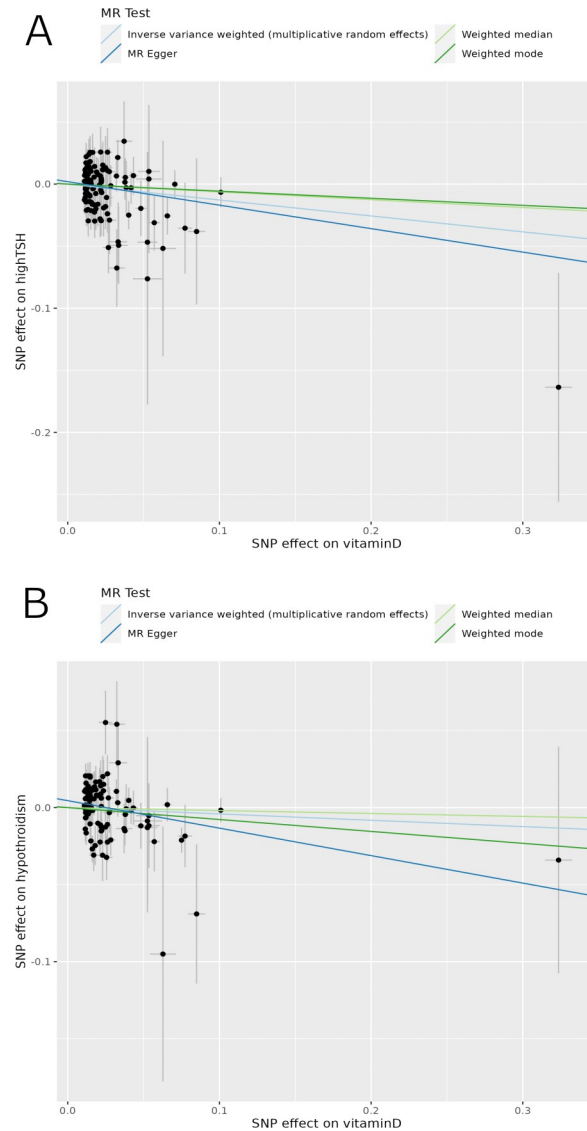 A
MR Test
Inverse variance weighted (multiplicative random effects)
Weighted median
MR Egger
Weighted mode
SNP effect on highTSH
0.0
-0.1
-0.2
0.0
0.1
0.2
0.3
SNP effect on vitaminD
B
MR Test
Inverse variance weighted (multiplicative random effects)
Weighted median
MR Egger
Weighted mode
SNP effect on hypothroidism
0.0
-0.1
0.0
0.1
0.2
0.3
SNP effect on vitaminD